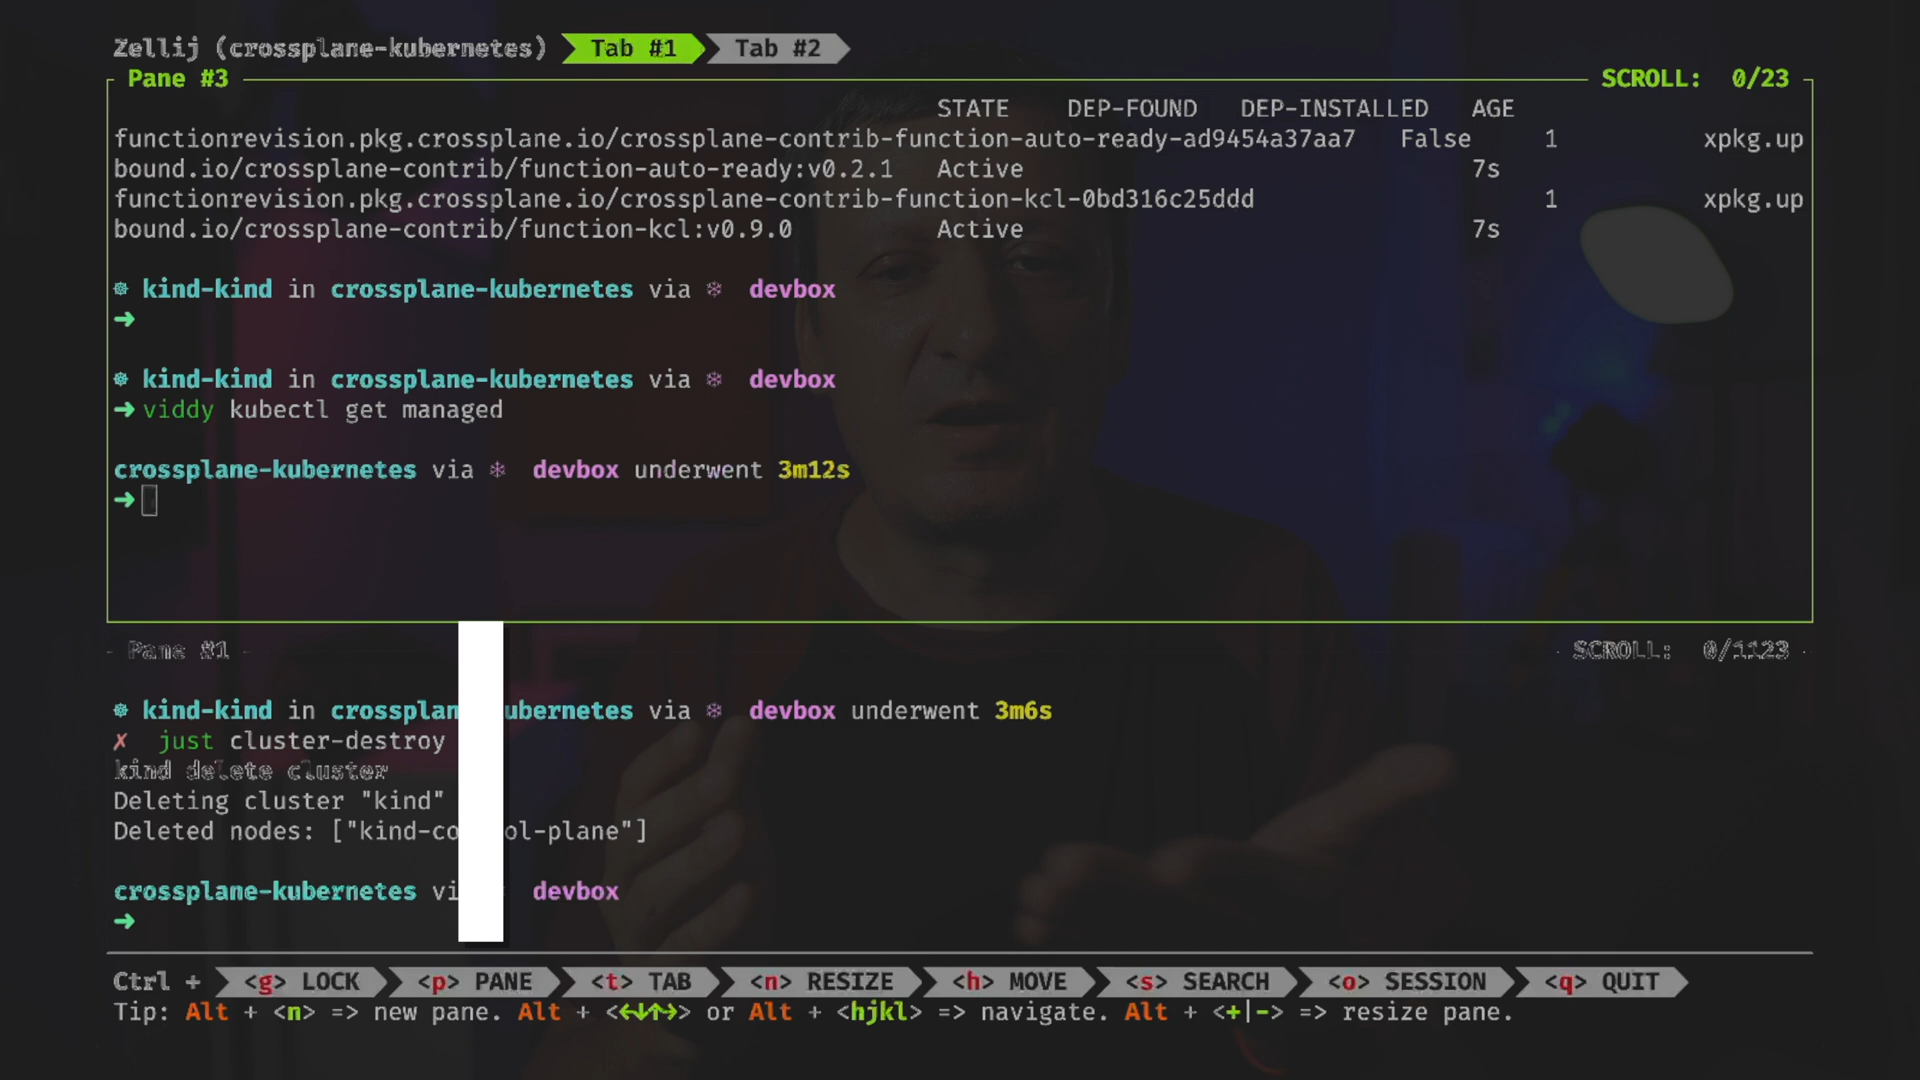 Zellij (crossplane-kubernetes) Tab #1 Tab #2
Pane #3 SCROLL: 0/23
STATE DEP-FOUND DEP-INSTALLED AGE
functionrevision.pkg.crossplane.io/crossplane-contrib-function-auto-ready-ad9454a37aa7 False 1 xpkg.up
bound.io/crossplane-contrib/function-auto-ready:v0.2.1 Active 7s
functionrevision.pkg.crossplane.io/crossplane-contrib-function-kcl-0bd316c25ddd 1 xpkg.up
bound.io/crossplane-contrib/function-kcl:v0.9.0 Active 7s
☸ kind-kind in crossplane-kubernetes via ❄ devbox
➜
☸ kind-kind in crossplane-kubernetes via ❄ devbox
➜ viddy kubectl get managed
crossplane-kubernetes via ❄ devbox underwent 3m12s
➜
Pane #1 SCROLL: 0/1123
☸ kind-kind in crossplan ubernetes via ❄ devbox underwent 3m6s
✗ just cluster-destroy
kind delete cluster
Deleting cluster "kind"
Deleted nodes: ["kind-co ol-plane"]
crossplane-kubernetes vi devbox
➜
Ctrl + <g> LOCK <p> PANE <t> TAB <n> RESIZE <h> MOVE <s> SEARCH <o> SESSION <q> QUIT
Tip: Alt + <n> => new pane. Alt + <←↓↑→> or Alt + <hjkl> => navigate. Alt + <+|-> => resize pane.